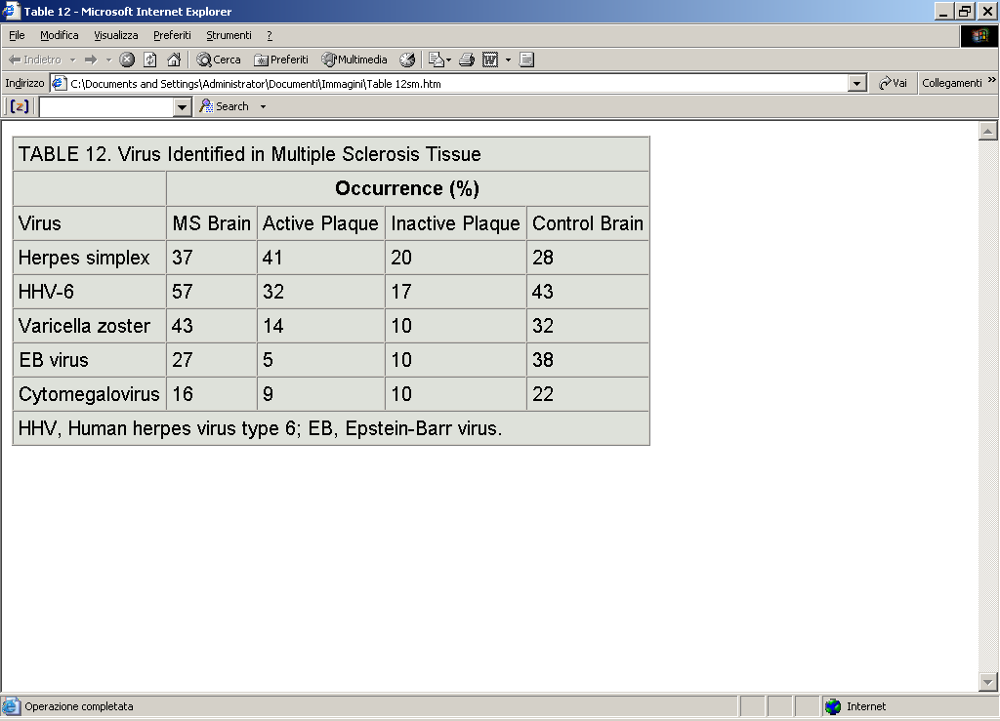 Table 12 - Microsoft Internet Explorer
File Modifica Visualizza Preferiti Strumenti ?
Indietro Cerca Preferiti Multimedia
Indirizzo C:\Documents and Settings\Administrator\Documenti\Immagini\Table 12sm.htm Vai Collegamenti »
[z] Search
TABLE 12. Virus Identified in Multiple Sclerosis Tissue
Occurrence (%)
Virus MS Brain Active Plaque Inactive Plaque Control Brain
Herpes simplex 37 41 20 28
HHV-6 57 32 17 43
Varicella zoster 43 14 10 32
EB virus 27 5 10 38
Cytomegalovirus 16 9 10 22
HHV, Human herpes virus type 6; EB, Epstein-Barr virus.
Operazione completata Internet